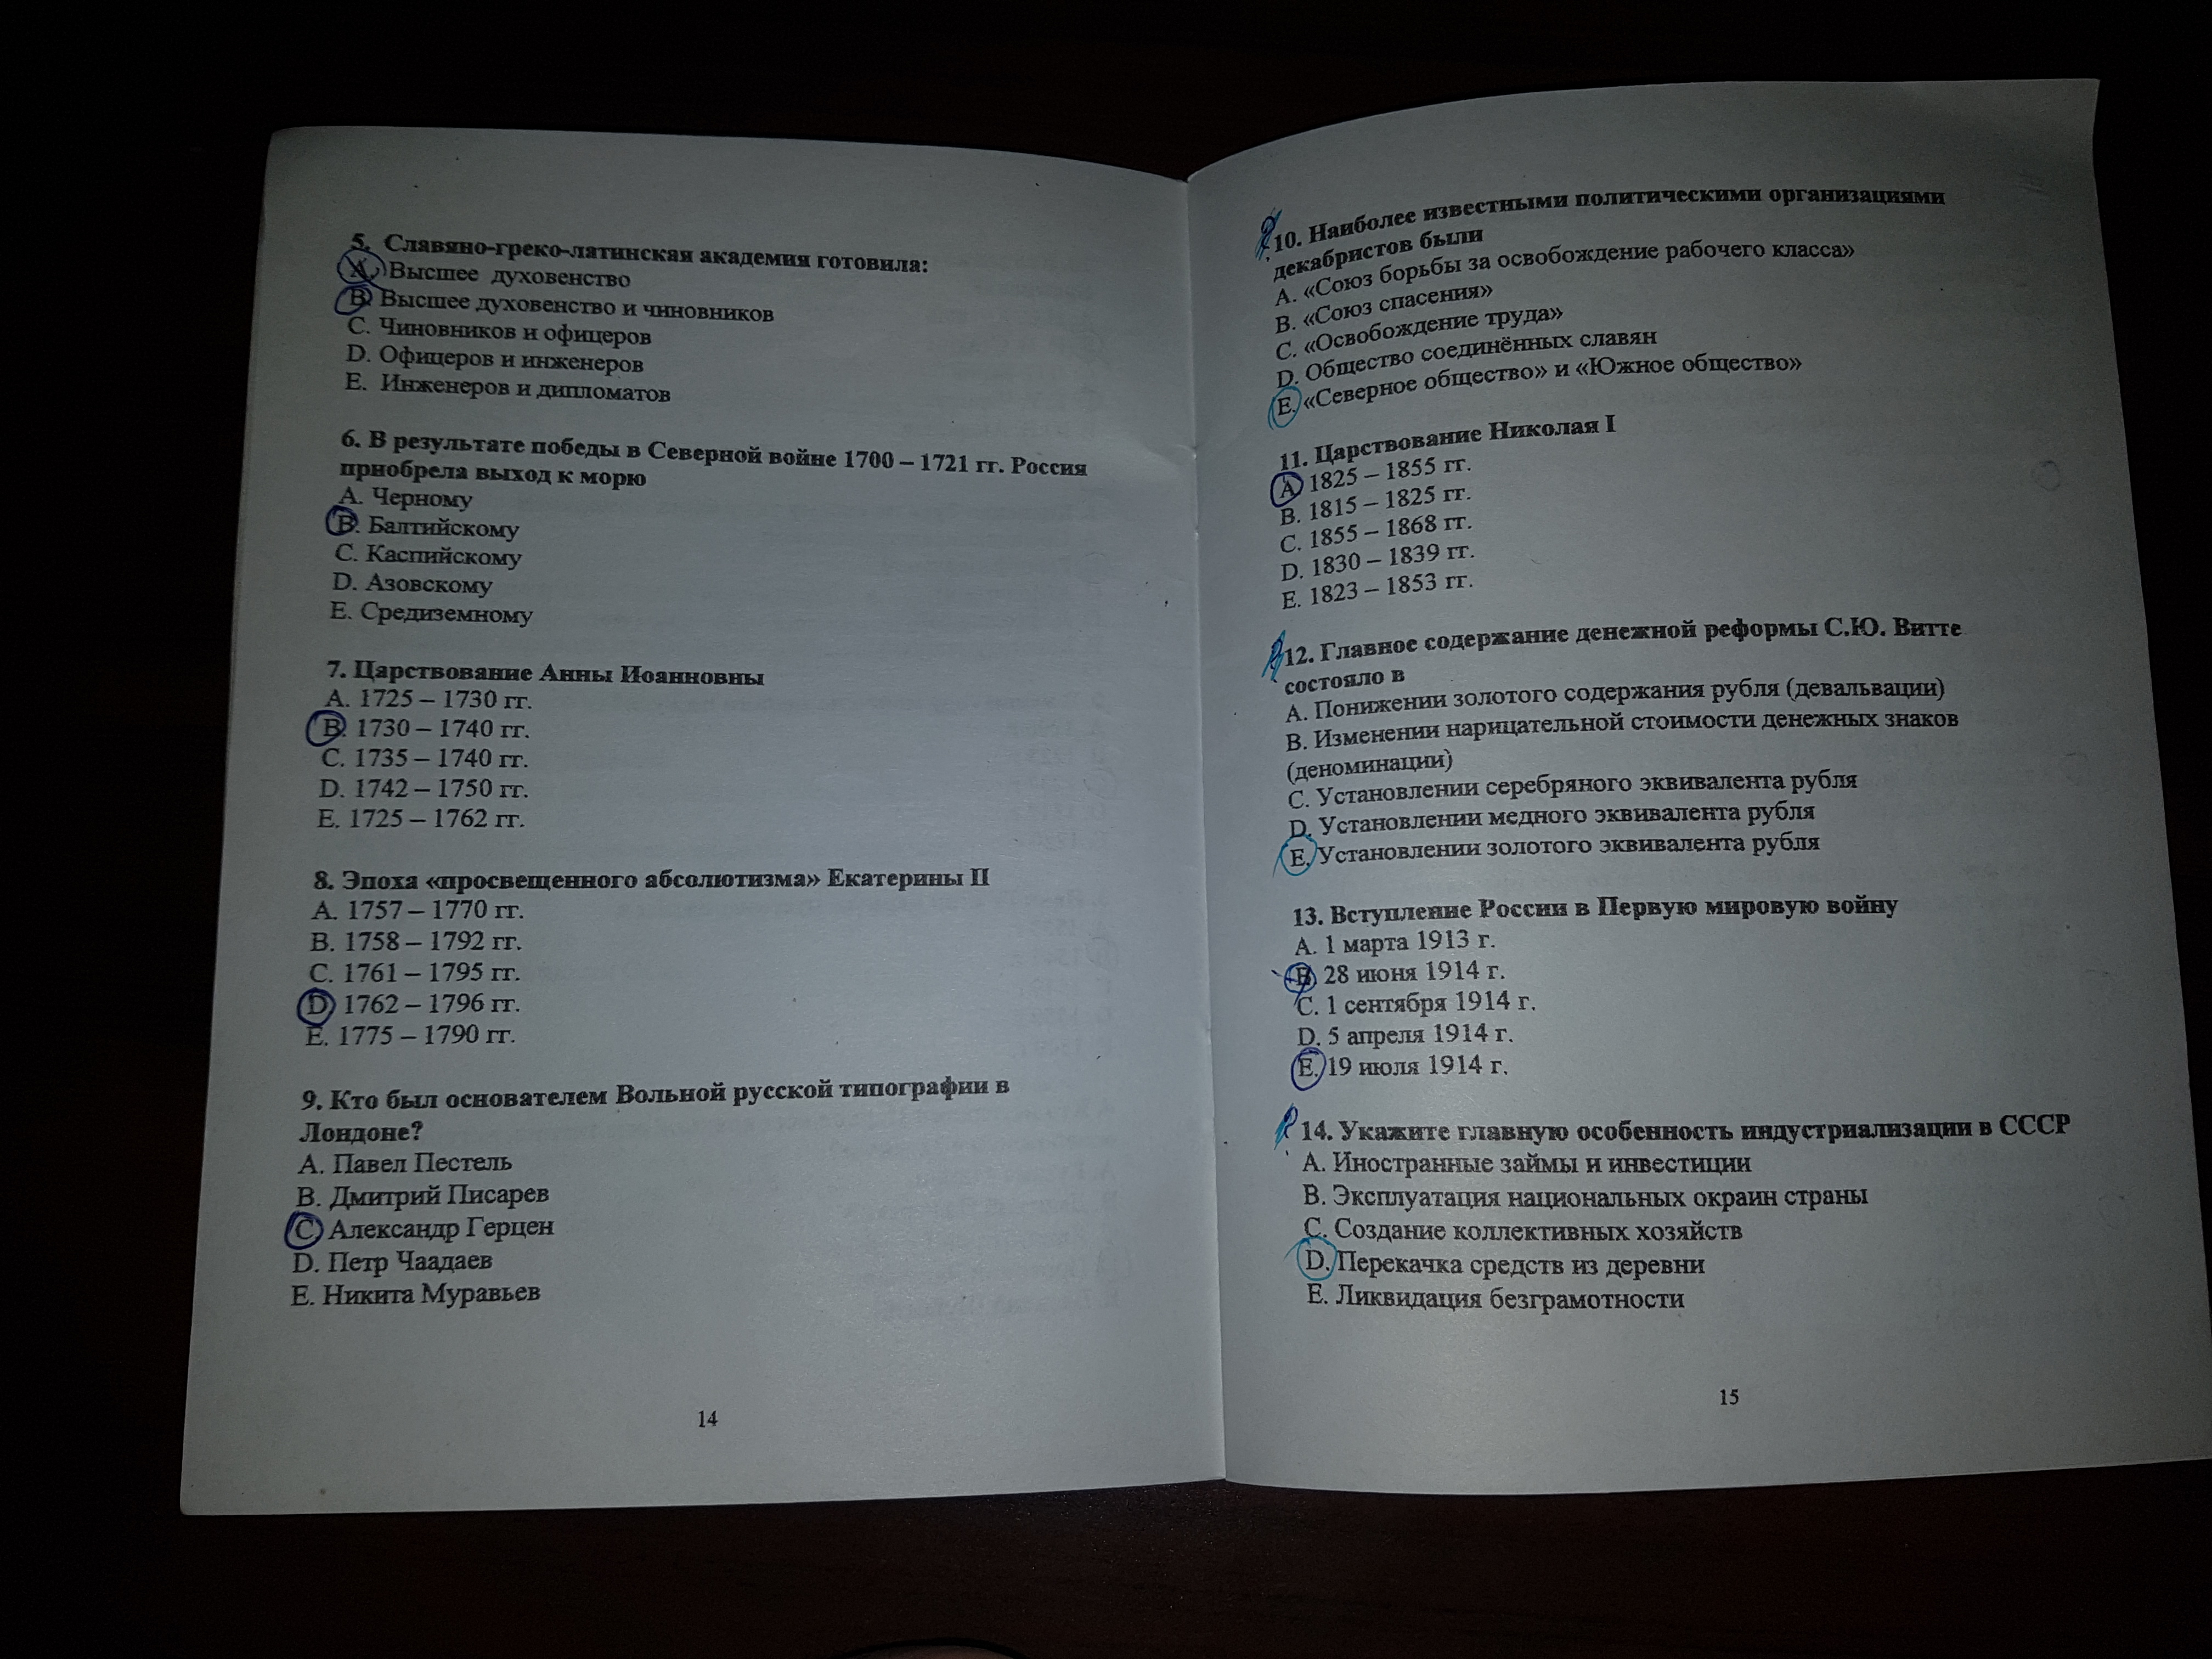 5. Славяно-греко-латинская академия готовила:
A. Высшее духовенство
B. Высшее духовенство и чиновников
C. Чиновников и офицеров
D. Офицеров и инженеров
E. Инженеров и дипломатов
6. В результате победы в Северной войне 1700 – 1721 гг. Россия
прнобрела выход к морю
A. Черному
B. Балтийскому
C. Каспийскому
D. Азовскому
E. Средиземному
7. Царствование Анны Иоанновны
A. 1725 – 1730 гг.
B. 1730 – 1740 гг.
C. 1735 – 1740 гг.
D. 1742 – 1750 гг.
E. 1725 – 1762 гг.
8. Эпоха «просвещенного абсолютизма» Екатерины II
A. 1757 – 1770 гг.
B. 1758 – 1792 гг.
C. 1761 – 1795 гг.
D 1762 – 1796 гг.
E. 1775 – 1790 гг.
9. Кто был основателем Вольной русской типографии в
Лондоне?
A. Павел Пестель
B. Дмитрий Писарев
C. Александр Герцен
D. Петр Чаадаев
E. Никита Муравьев
14
10. Наиболее известными политическими организациями
декабристов были
A. «Союз борьбы за освобождение рабочего класса»
B. «Союз спасения»
C. «Освобождение труда»
D. Общество соединённых славян
E. «Северное общество» и «Южное общество»
11. Царствование Николая I
A 1825 – 1855 гг.
B. 1815 – 1825 гг.
C. 1855 – 1868 гг.
D. 1830 – 1839 гг.
E. 1823 – 1853 гг.
12. Главное содержание денежной реформы С.Ю. Витте
состояло в
A. Понижении золотого содержания рубля (девальвации)
B. Изменении нарицательной стоимости денежных знаков
(деноминации)
C. Установлении серебряного эквивалента рубля
D. Установлении медного эквивалента рубля
E. Установлении золотого эквивалента рубля
13. Вступление России в Первую мировую войну
A. 1 марта 1913 г.
B. 28 июня 1914 г.
C. 1 сентября 1914 г.
D. 5 апреля 1914 г.
E. 19 июля 1914 г.
14. Укажите главную особенность индустриализации в СССР
A. Иностранные займы и инвестиции
B. Эксплуатация национальных окраин страны
C. Создание коллективных хозяйств
D. Перекачка средств из деревни
E. Ликвидация безграмотности
15